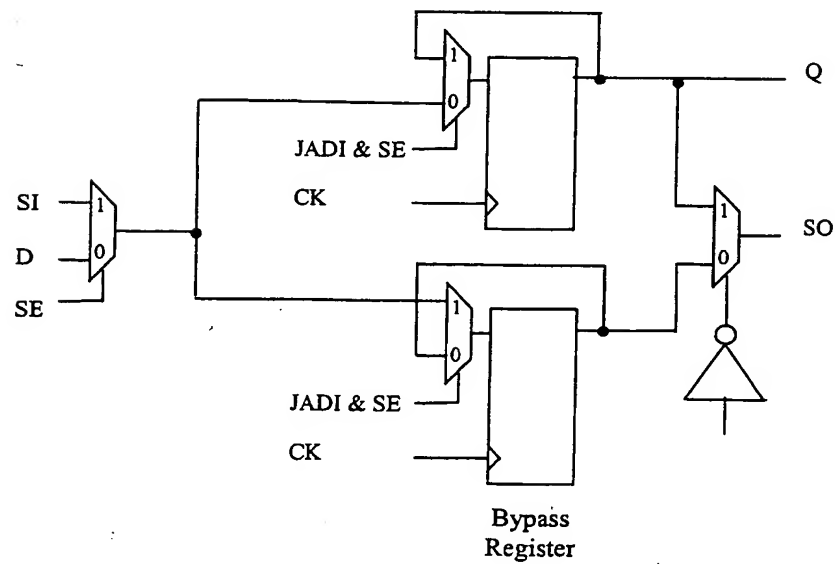 1
Q
0
JADI & SE
CK
SI
1
1
SO
D
0
0
SE
1
0
JADI & SE
CK
Bypass
Register